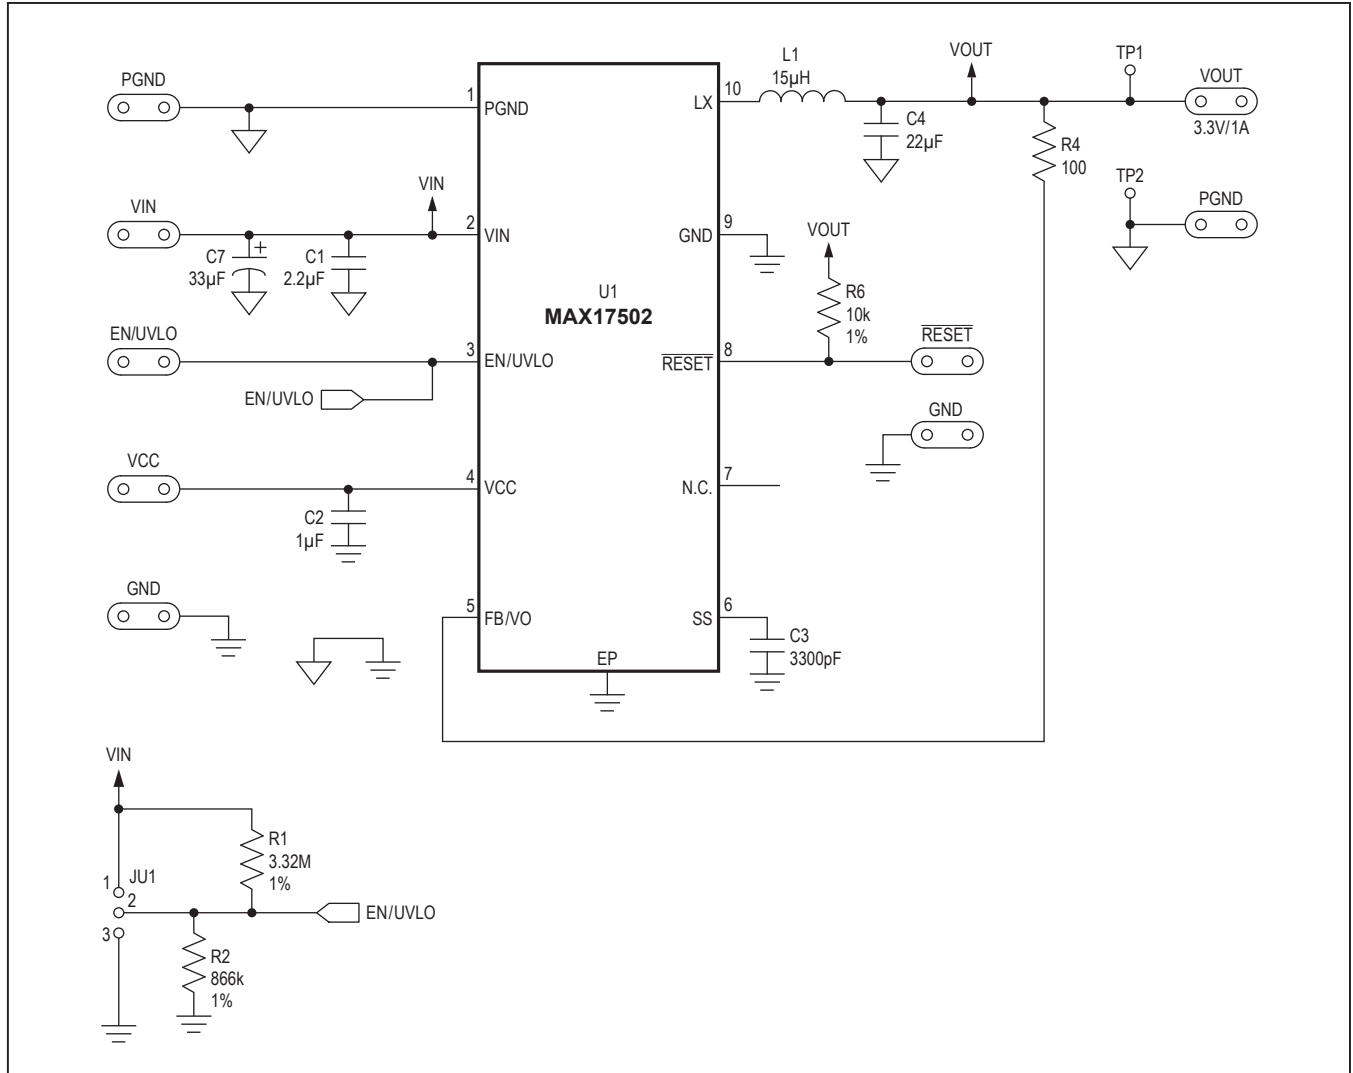 PGND
1
PGND
VIN
VIN
2
VIN
C7
33µF
+
C1
2.2µF
EN/UVLO
3
EN/UVLO
EN/UVLO
VCC
4
VCC
C2
1µF
GND
5
FB/VO
U1
MAX17502
EP
LX
10
L1
15µH
C4
22µF
VOUT
TP1
VOUT
3.3V/1A
R4
100
TP2
PGND
GND
9
VOUT
R6
10k
1%
RESET
8
RESET
GND
N.C.
7
SS
6
C3
3300pF
VIN
R1
3.32M
1%
JU1
1
2
3
EN/UVLO
R2
866k
1%